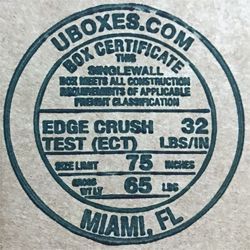 UBOXES.COM
BOX CERTIFICATE
THIS
SINGLEWALL
BOX MEETS ALL CONSTRUCTION
REQUIREMENTS OF APPLICABLE
FREIGHT CLASSIFICATION
EDGE CRUSH 32
TEST (ECT) LBS/IN
SIZE LIMIT 75 INCHES
GROSS
WT LT 65 LBS
MIAMI, FL